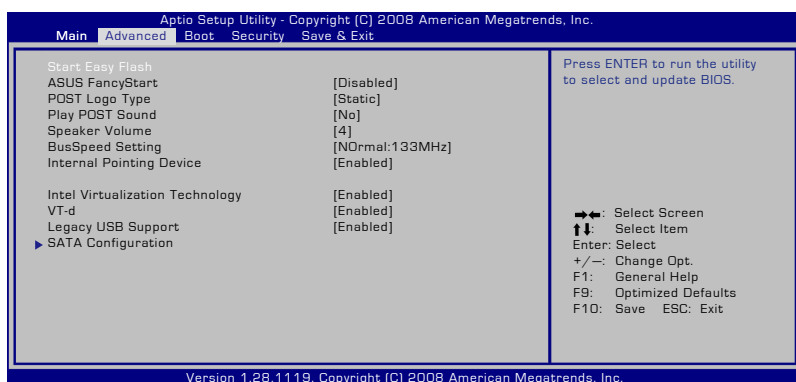 Aptio Setup Utility - Copyright (C) 2008 American Megatrends, Inc.
Main Advanced Boot Security Save & Exit
Start Easy Flash
ASUS FancyStart [Disabled]
POST Logo Type [Static]
Play POST Sound [No]
Speaker Volume [4]
BusSpeed Setting [NOrmal:133MHz]
Internal Pointing Device [Enabled]
Intel Virtualization Technology [Enabled]
VT-d [Enabled]
Legacy USB Support [Enabled]
SATA Configuration
Press ENTER to run the utility
to select and update BIOS.
→←: Select Screen
↑↓: Select Item
Enter: Select
+/—: Change Opt.
F1: General Help
F9: Optimized Defaults
F10: Save ESC: Exit
Version 1.28.1119. Copyright (C) 2008 American Megatrends, Inc.